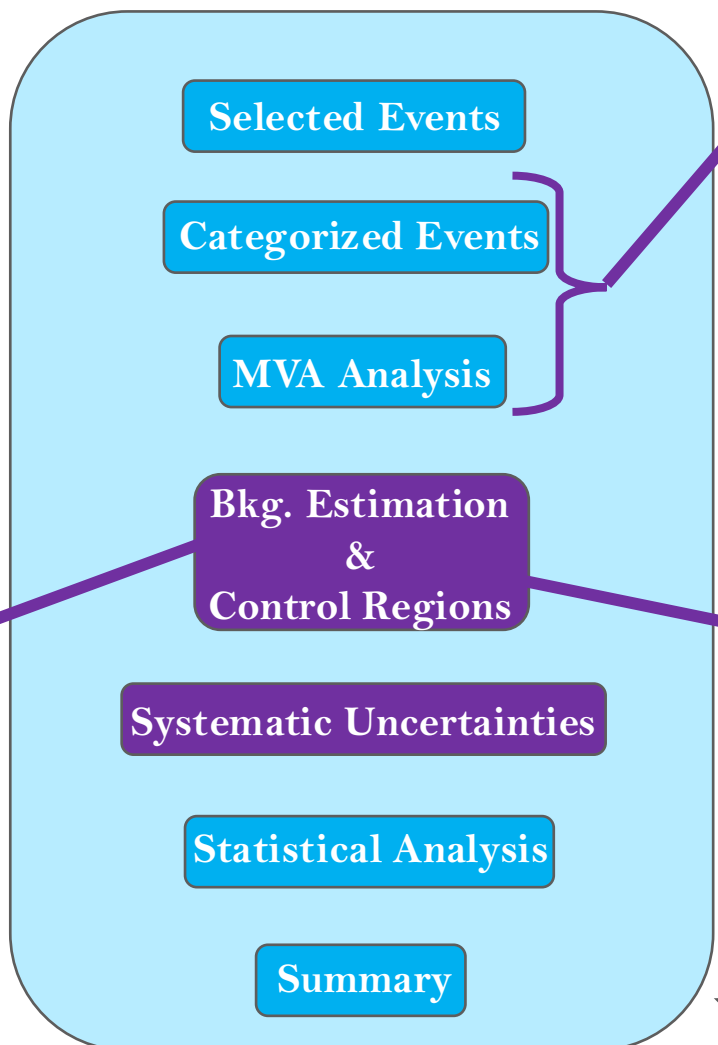 Selected Events
Categorized Events
MVA Analysis
Bkg. Estimation
&
Control Regions
Systematic Uncertainties
Statistical Analysis
Summary